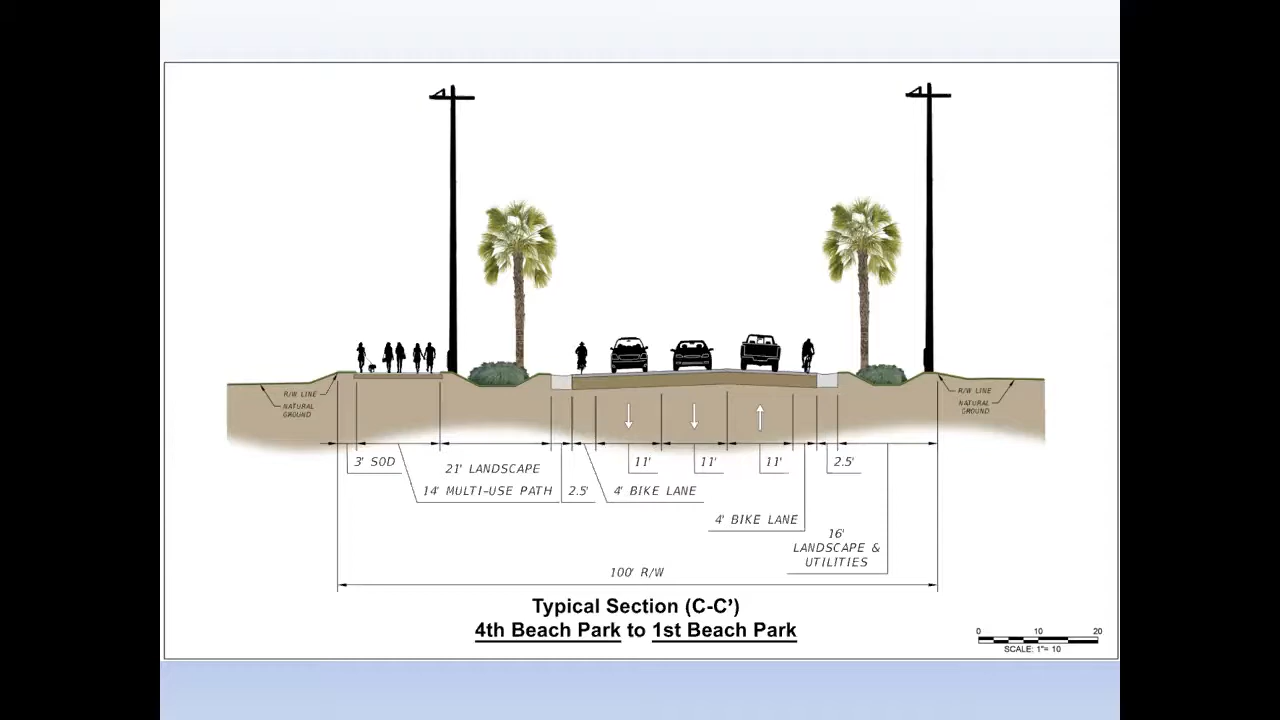 R/W LINE
NATURAL
GROUND
R/W LINE
NATURAL
GROUND
3' SOD
21' LANDSCAPE
11'
11'
11'
2.5'
14' MULTI-USE PATH
2.5'
4' BIKE LANE
4' BIKE LANE
16'
LANDSCAPE &
UTILITIES
100' R/W
Typical Section (C-C')
4th Beach Park to 1st Beach Park
0 10 20
SCALE: 1"= 10